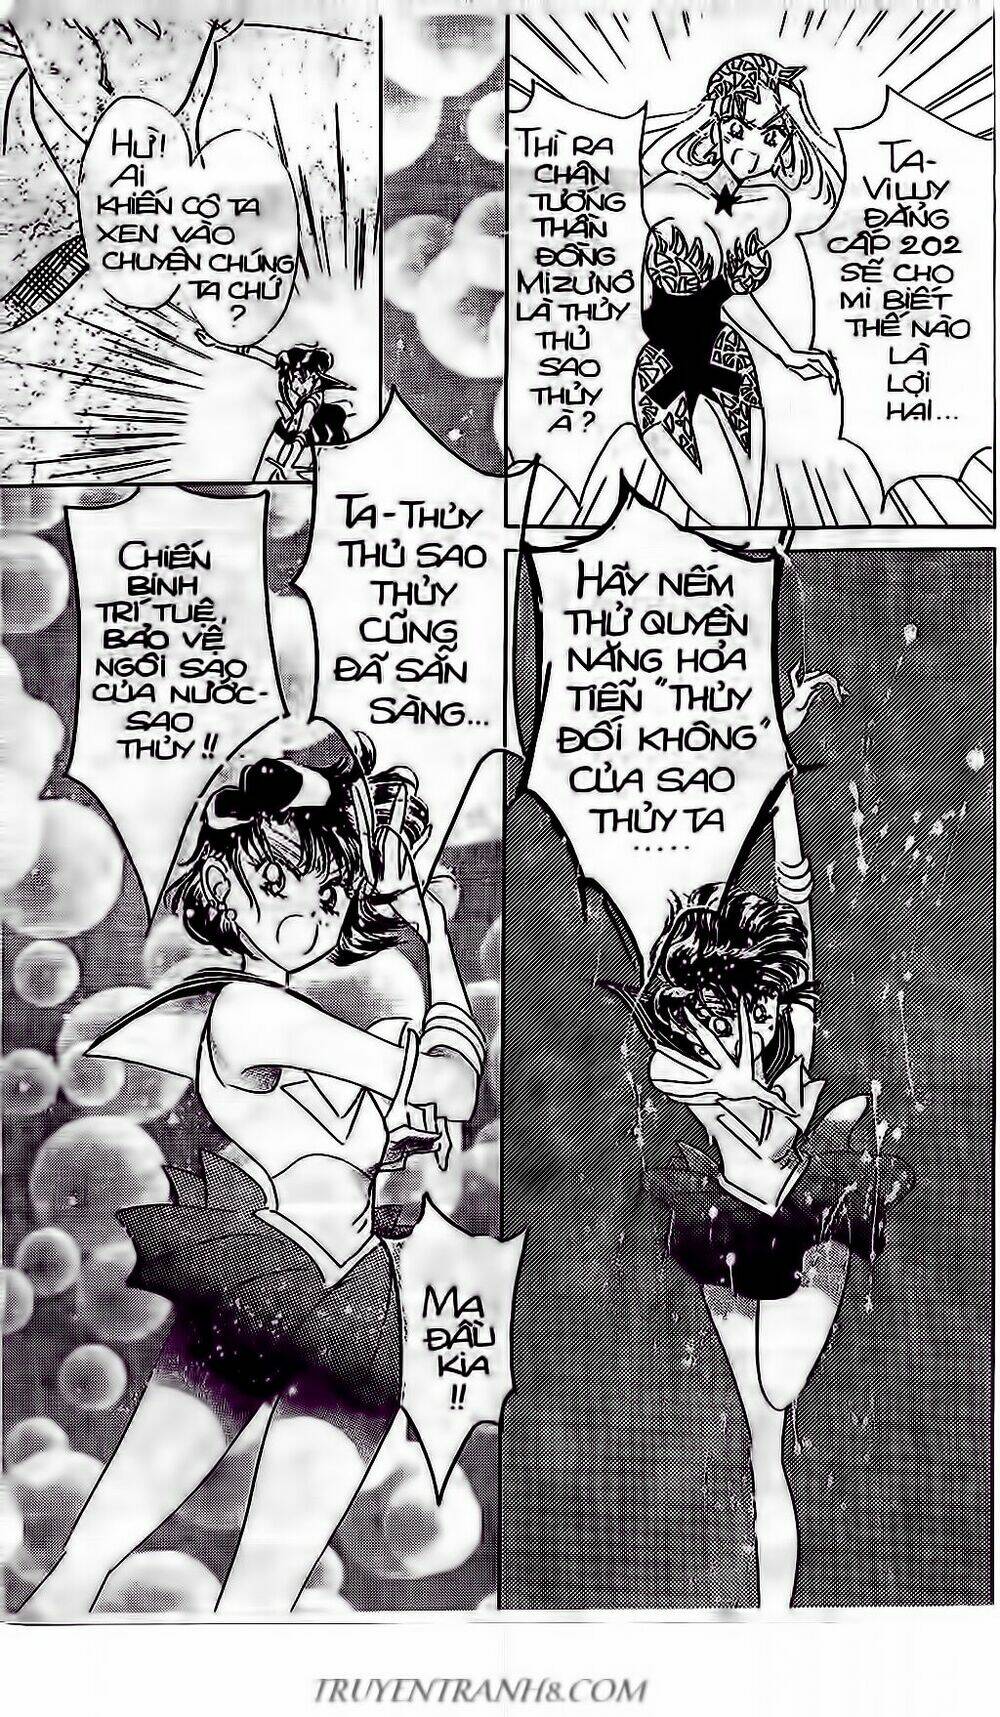 HỪ!
AI
KHIẾN CÔ TA
XEN VÀO
CHUYỆN CHÚNG
TA CHỨ
?
THÌ RA
CHÂN
TƯỚNG
THẦN
ĐỒNG
MIZUNÔ
LÀ THỦY
THỦ
SAO
THỦY
À?
TA-
VILUY
ĐẲNG
CẤP 202
SẼ CHO
MI BIẾT
THẾ NÀO
LÀ
LỢI
HẠI...
CHIẾN
BINH
TRÍ TUỆ,
BẢO VỆ
NGÔI SAO
CỦA NƯỚC-
SAO
THỦY!!
TA-THỦY
THỦ SAO
THỦY
CŨNG
ĐÃ SẴN
SÀNG...
MA
ĐẦU
KIA
!!
HÃY NẾM
THỬ QUYỀN
NĂNG HỎA
TIỄN "THỦY
ĐỐI KHÔNG"
CỦA SAO
THỦY TA
.....
TRUYENTRANH8.COM